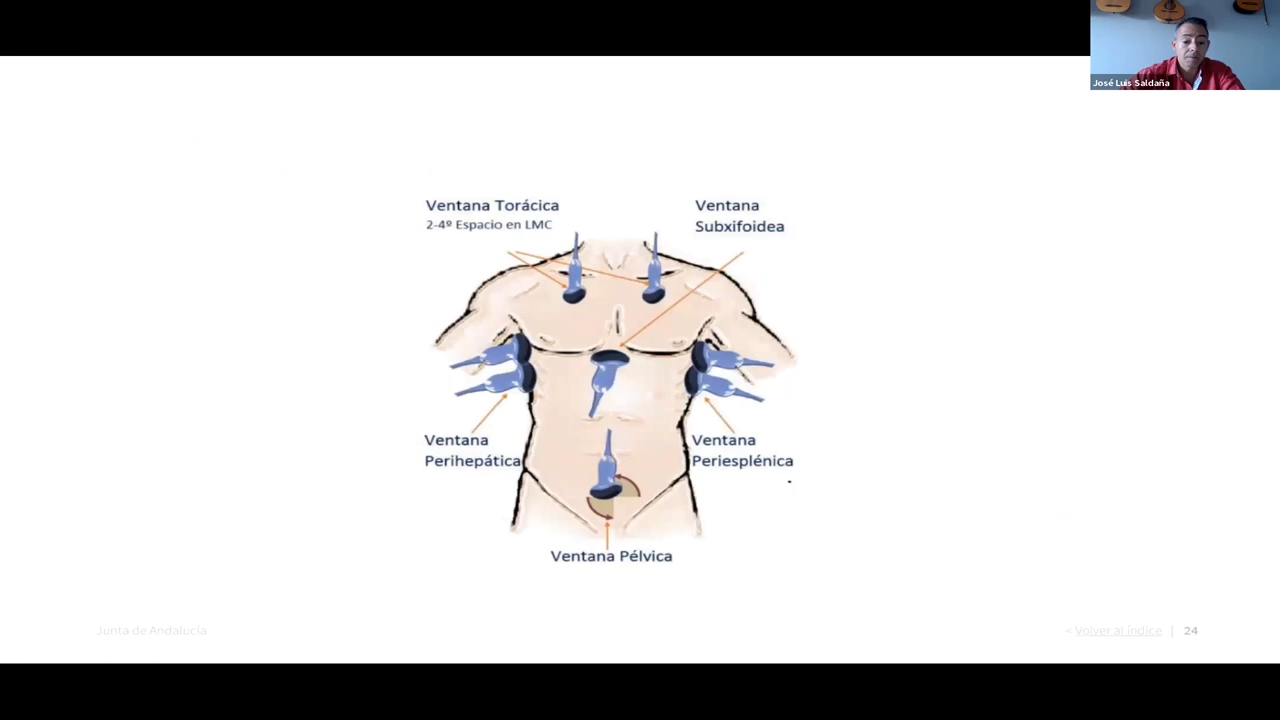 José Luis Saldaña
Ventana Torácica
2-4º Espacio en LMC
Ventana
Subxifoidea
Ventana
Perihepática
Ventana
Periesplénica
Ventana Pélvica
Junta de Andalucía
< Volver al índice | 24